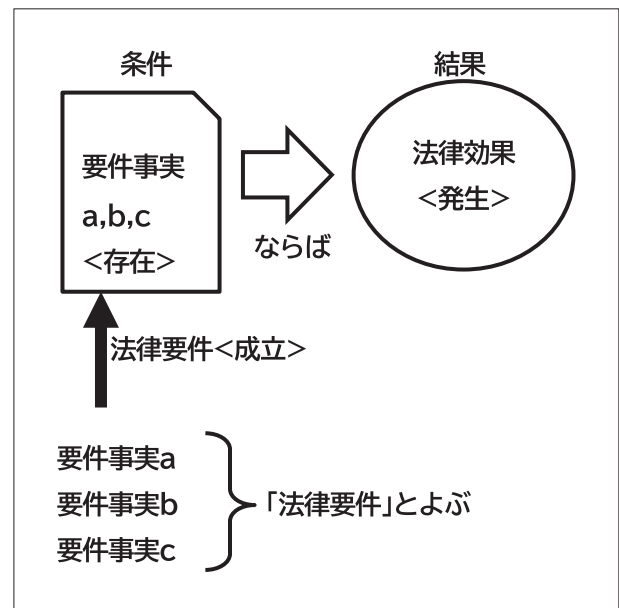 条件
結果
要件事実
a,b,c
<存在>
ならば
法律効果
<発生>
法律要件<成立>
要件事実a
要件事実b
要件事実c
「法律要件」とよぶ